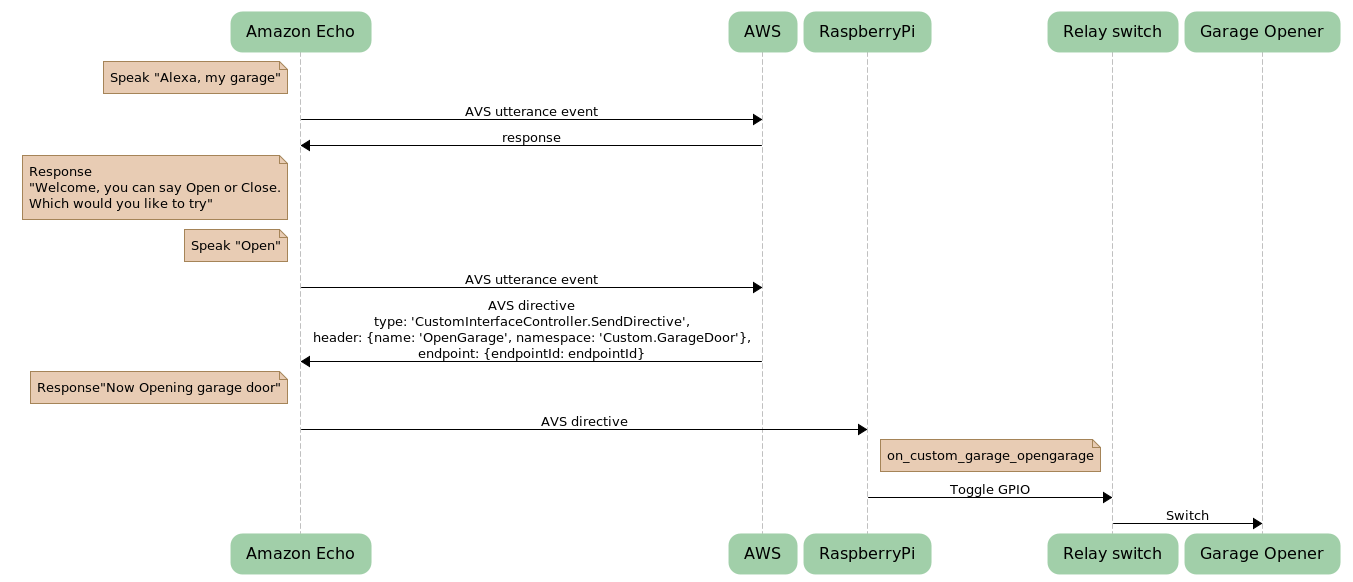 Amazon Echo
AWS
RaspberryPi
Relay switch
Garage Opener
Speak "Alexa, my garage"
AVS utterance event
response
Response
"Welcome, you can say Open or Close.
Which would you like to try"
Speak "Open"
AVS utterance event
AVS directive
type: 'CustomInterfaceController.SendDirective',
header: {name: 'OpenGarage', namespace: 'Custom.GarageDoor'},
endpoint: {endpointId: endpointId}
Response"Now Opening garage door"
AVS directive
on_custom_garage_opengarage
Toggle GPIO
Switch
Amazon Echo
AWS
RaspberryPi
Relay switch
Garage Opener